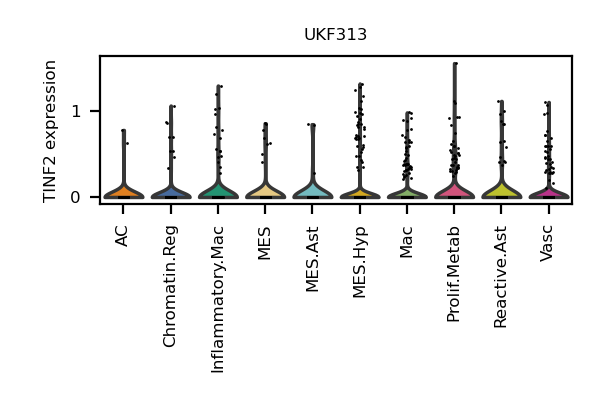 UKF313
TINF2 expression
1
0
AC
Chromatin.Reg
Inflammatory.Mac
MES
MES.Ast
MES.Hyp
Mac
Prolif.Metab
Reactive.Ast
Vasc